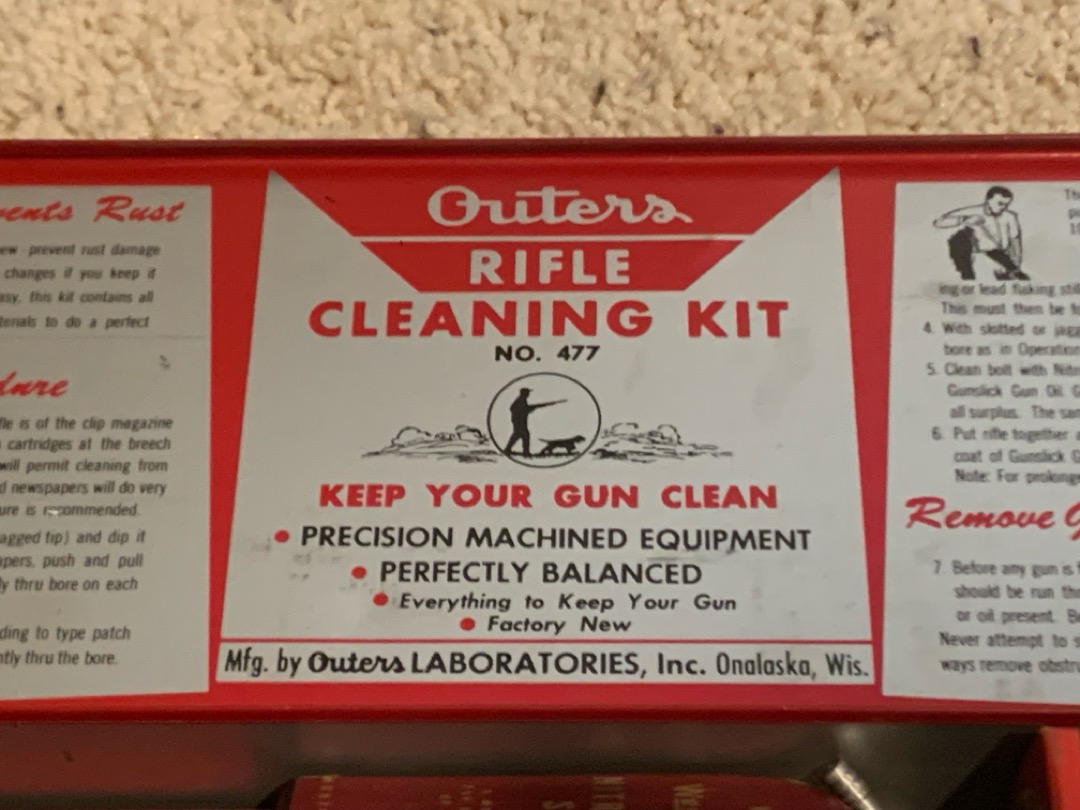 Rust
prevent rust damage
changes if you keep it
this kit contains all
to do a perfect
is of the clip magazine
cartridges at the breech
will permit cleaning from
newspapers will do very
is recommended.
tip) and dip it
push and pull
thru bore on each
to type patch
thru the bore.
Outers
RIFLE
CLEANING KIT
NO. 477
KEEP YOUR GUN CLEAN
• PRECISION MACHINED EQUIPMENT
• PERFECTLY BALANCED
• Everything to Keep Your Gun
• Factory New
Mfg. by Outers LABORATORIES, Inc. Onalaska, Wis.
or lead
This must then be
4. With slotted or
bore as in
5. Clean bolt with
Gunslick Gun Oil.
all surplus. The
6. Put rifle together
coat of Gunslick
Note: For
Remove
7. Before any gun is
should be run
or oil present.
Never attempt to
ways remove